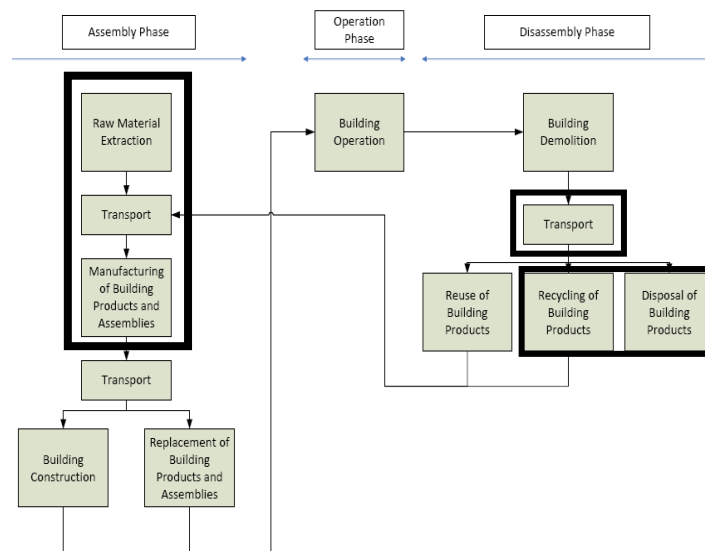 Assembly Phase
Operation
Phase
Disassembly Phase
Raw Material
Extraction
Transport
Manufacturing
of Building
Products and
Assemblies
Transport
Building
Construction
Replacement of
Building
Products and
Assemblies
Building
Operation
Building
Demolition
Transport
Reuse of
Building
Products
Recycling of
Building
Products
Disposal of
Building
Products